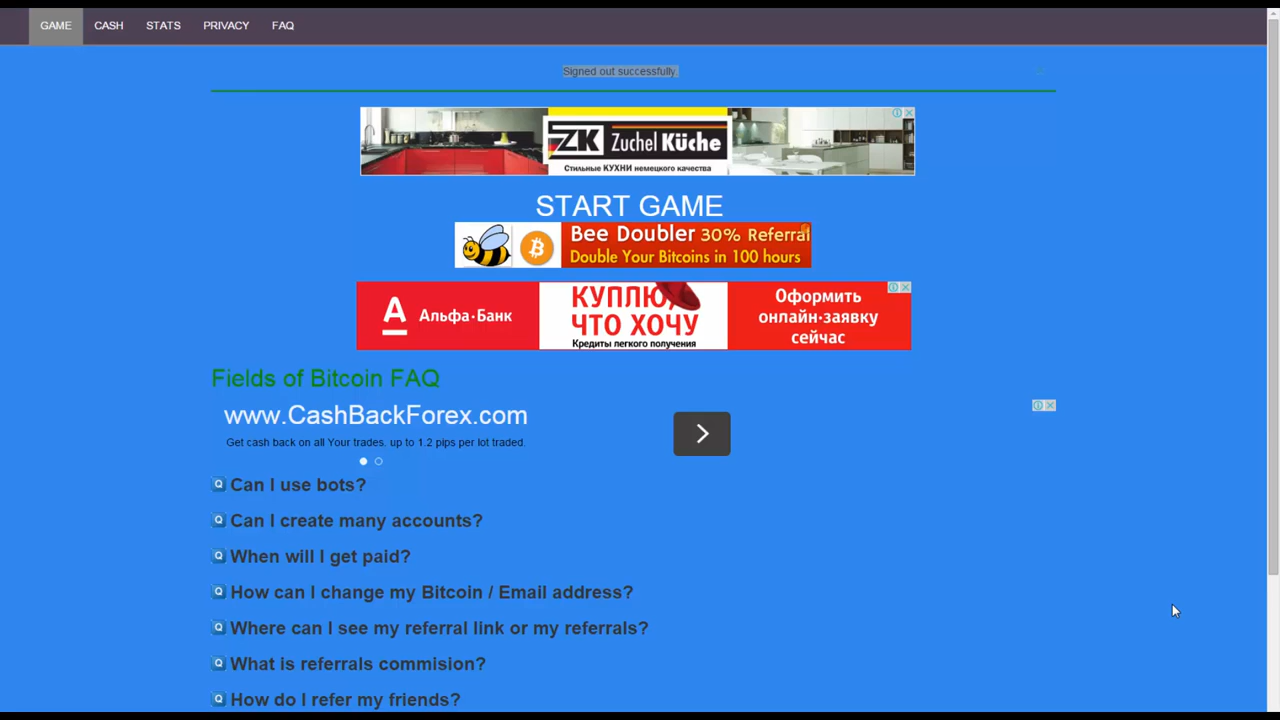 GAME CASH STATS PRIVACY FAQ
Signed out successfully.
ZK Zuchel Küche
Стильные КУХНИ немецкого качества
START GAME
Bee Doubler 30% Referral
Double Your Bitcoins in 100 hours
Альфа·Банк
КУПЛЮ,
ЧТО ХОЧУ
Кредиты легкого получения
Оформить
онлайн-заявку
сейчас
Fields of Bitcoin FAQ
www.CashBackForex.com
Get cash back on all Your trades. up to 1.2 pips per lot traded.
Q Can I use bots?
Q Can I create many accounts?
Q When will I get paid?
Q How can I change my Bitcoin / Email address?
Q Where can I see my referral link or my referrals?
Q What is referrals commision?
Q How do I refer my friends?